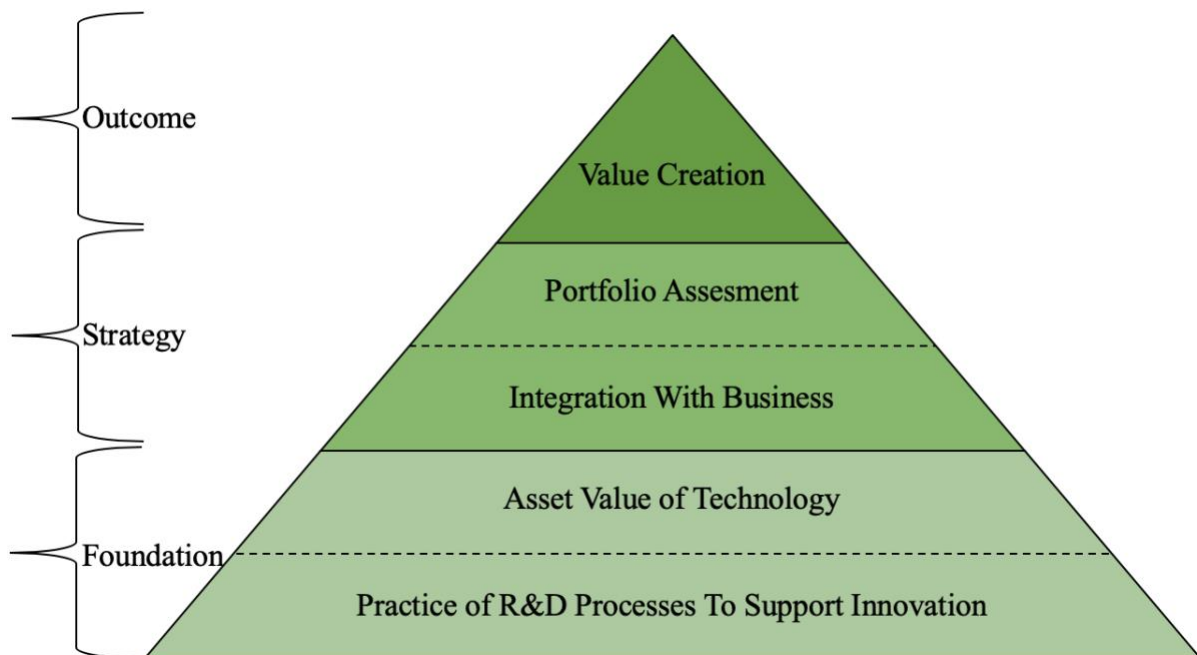 Outcome
Value Creation
Portfolio Assesment
Strategy
Integration With Business
Asset Value of Technology
Foundation
Practice of R&D Processes To Support Innovation